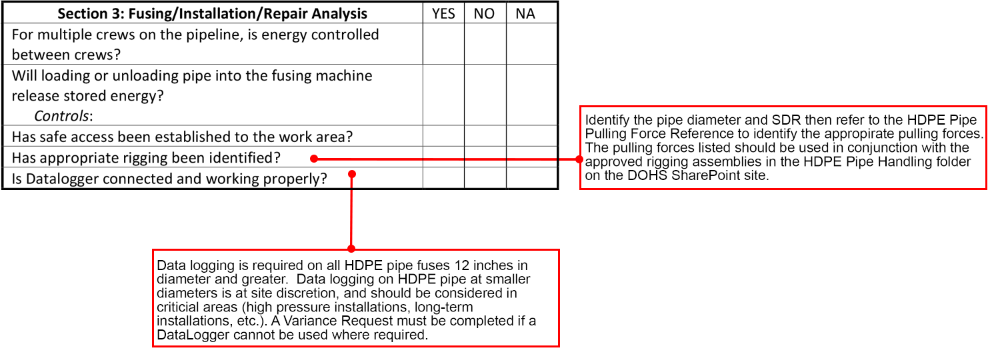 Section 3: Fusing/Installation/Repair Analysis YES NO NA
For multiple crews on the pipeline, is energy controlled
between crews?
Will loading or unloading pipe into the fusing machine
release stored energy?
Controls:
Has safe access been established to the work area?
Has appropriate rigging been identified?
Is Datalogger connected and working properly?
Identify the pipe diameter and SDR then refer to the HDPE Pipe
Pulling Force Reference to identify the appropirate pulling forces.
The pulling forces listed should be used in conjunction with the
approved rigging assemblies in the HDPE Pipe Handling folder
on the DOHS SharePoint site.
Data logging is required on all HDPE pipe fuses 12 inches in
diameter and greater.  Data logging on HDPE pipe at smaller
diameters is at site discretion, and should be considered in
criticial areas (high pressure installations, long-term
installations, etc.). A Variance Request must be completed if a
DataLogger cannot be used where required.